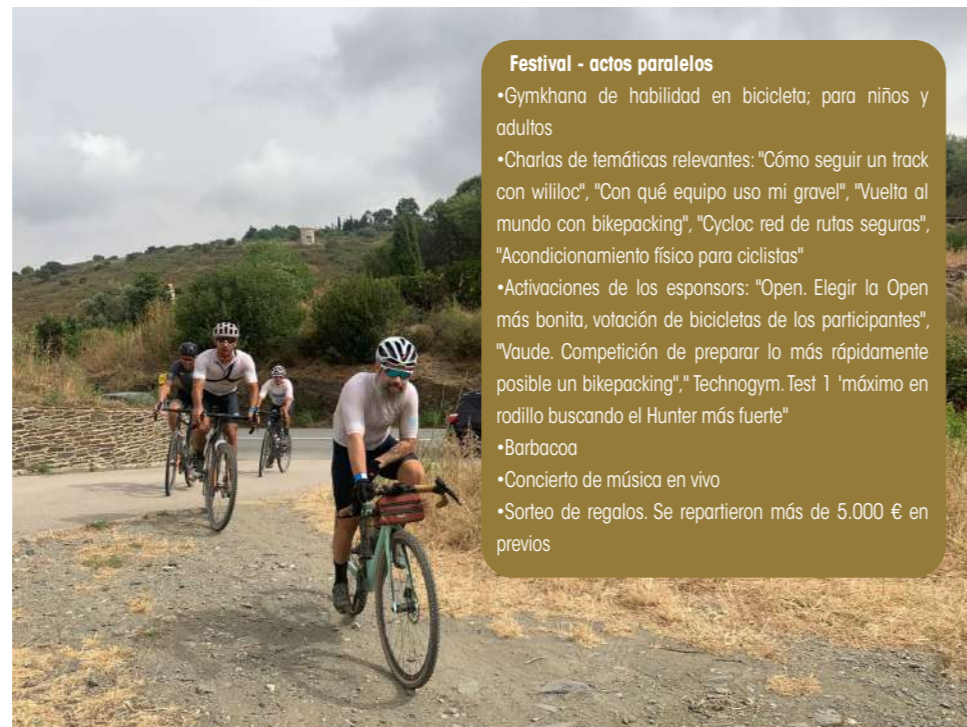 Festival - actos paralelos
•Gymkhana de habilidad en bicicleta; para niños y
adultos
•Charlas de temáticas relevantes: "Cómo seguir un track
con wililoc", "Con qué equipo uso mi gravel", "Vuelta al
mundo con bikepacking", "Cycloc red de rutas seguras",
"Acondicionamiento físico para ciclistas"
•Activaciones de los esponsors: "Open. Elegir la Open
más bonita, votación de bicicletas de los participantes",
"Vaude. Competición de preparar lo más rápidamente
posible un bikepacking"," Technogym. Test 1 'máximo en
rodillo buscando el Hunter más fuerte"
•Barbacoa
•Concierto de música en vivo
•Sorteo de regalos. Se repartieron más de 5.000 € en
previos